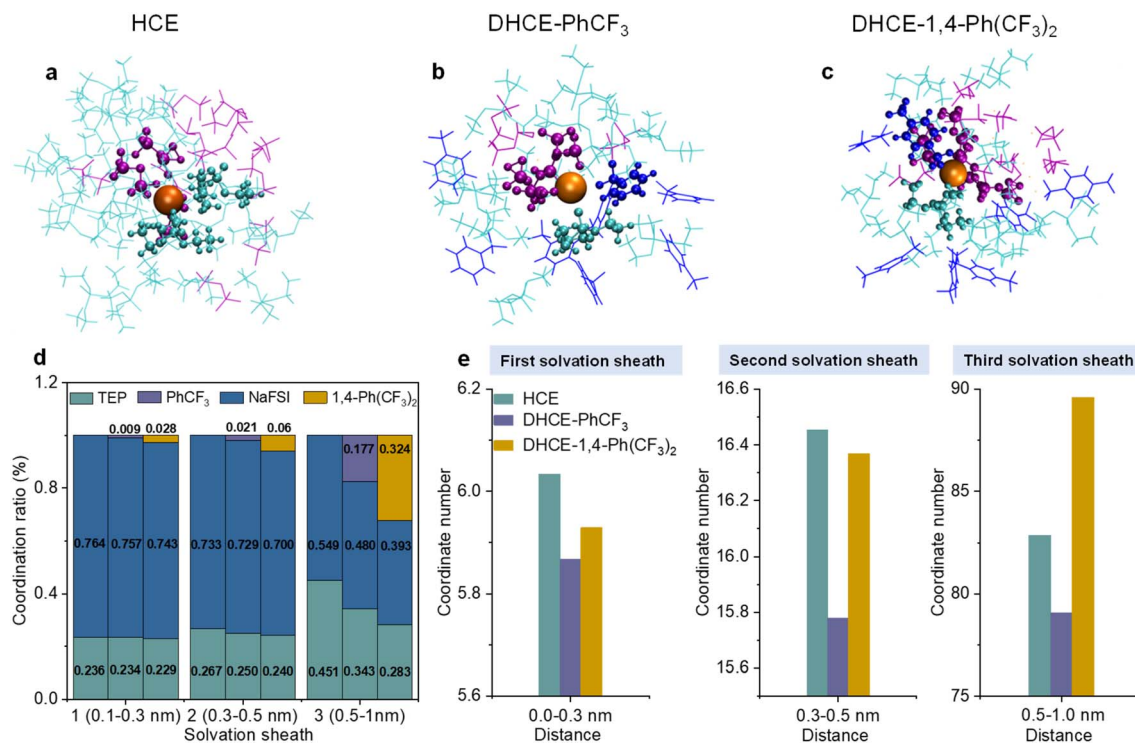 HCE
DHCE-PhCF₃
DHCE-1,4-Ph(CF₃)₂
a
b
c
d
1.2
0.8
0.4
0.0
Coordination ratio (%)
TEP
PhCF₃
NaFSI
1,4-Ph(CF₃)₂
0.009
0.028
0.021
0.06
0.177
0.324
0.764
0.757
0.743
0.733
0.729
0.700
0.549
0.480
0.393
0.236
0.234
0.229
0.267
0.250
0.240
0.451
0.343
0.283
1 (0.1-0.3 nm)
2 (0.3-0.5 nm)
3 (0.5-1nm)
Solvation sheath
e
First solvation sheath
6.2
6.0
5.8
5.6
Coordinate number
HCE
DHCE-PhCF₃
DHCE-1,4-Ph(CF₃)₂
0.0-0.3 nm
Distance
Second solvation sheath
16.6
16.4
16.2
16.0
15.8
15.6
Coordinate number
0.3-0.5 nm
Distance
Third solvation sheath
90
85
80
75
Coordinate number
0.5-1.0 nm
Distance